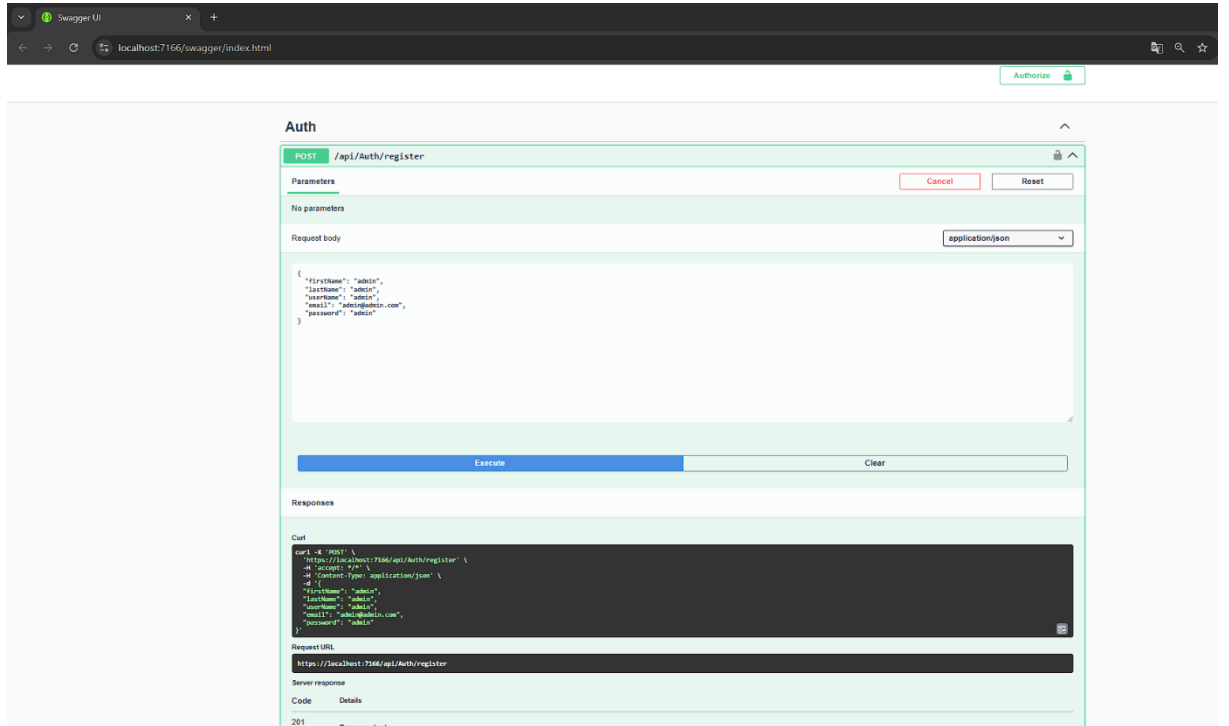 Swagger UI
localhost:7166/swagger/index.html
Authorize
Auth
POST /api/Auth/register
Parameters
Cancel
Reset
No parameters
Request body
application/json
{
"firstName": "admin",
"lastName": "admin",
"userName": "admin",
"email": "admin@admin.com",
"password": "admin"
}
Execute
Clear
Responses
Curl
curl -X 'POST' \
'https://localhost:7166/api/Auth/register' \
-H 'accept: */*' \
-H 'Content-Type: application/json' \
-d '{
"firstName": "admin",
"lastName": "admin",
"userName": "admin",
"email": "admin@admin.com",
"password": "admin"
}'
Request URL
https://localhost:7166/api/Auth/register
Server response
Code Details
201